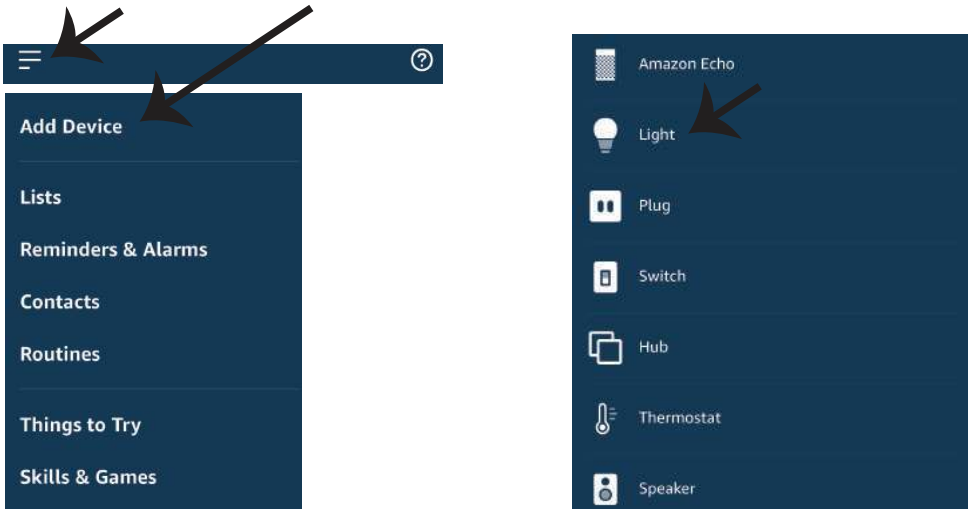 Add Device
Lists
Reminders & Alarms
Contacts
Routines
Things to Try
Skills & Games
Amazon Echo
Light
Plug
Switch
Hub
Thermostat
Speaker